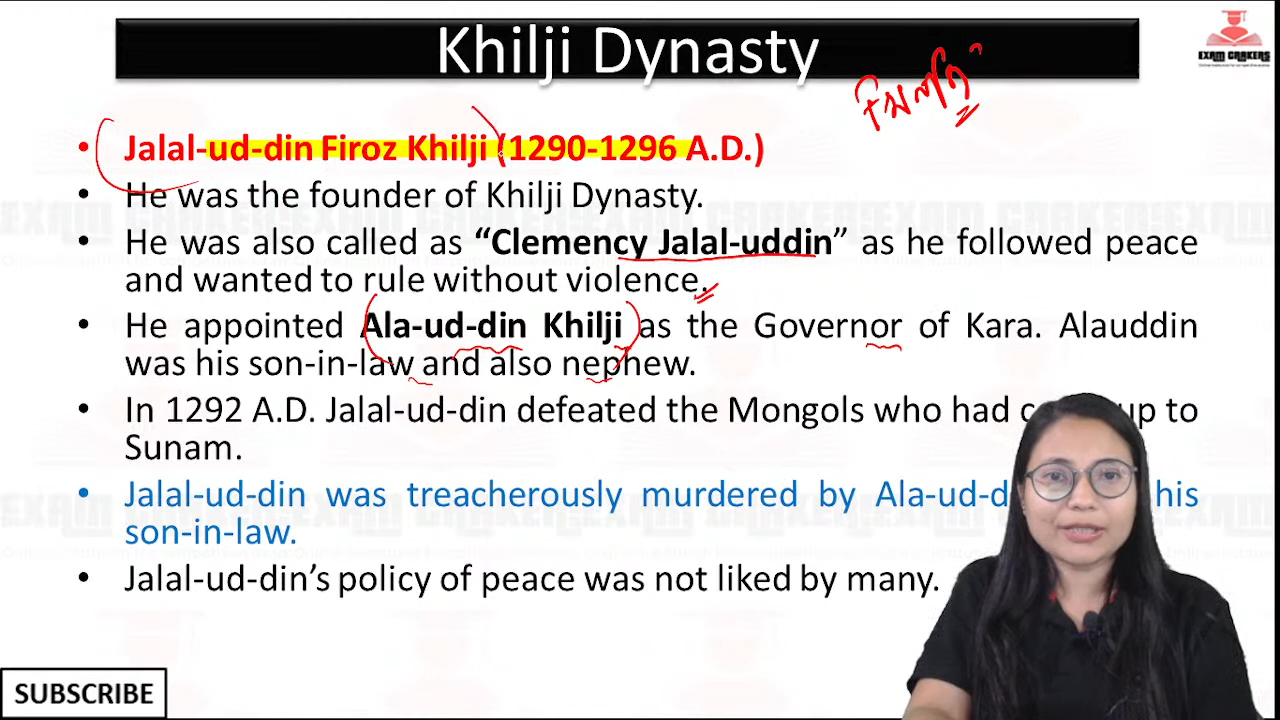 Khilji Dynasty
EXAM CRAKERS
• Jalal-ud-din Firoz Khilji (1290-1296 A.D.)
• He was the founder of Khilji Dynasty.
• He was also called as “Clemency Jalal-uddin” as he followed peace
and wanted to rule without violence.
• He appointed Ala-ud-din Khilji as the Governor of Kara. Alauddin
was his son-in-law and also nephew.
• In 1292 A.D. Jalal-ud-din defeated the Mongols who had up to
Sunam.
• Jalal-ud-din was treacherously murdered by Ala-ud-d his
son-in-law.
• Jalal-ud-din’s policy of peace was not liked by many.
SUBSCRIBE